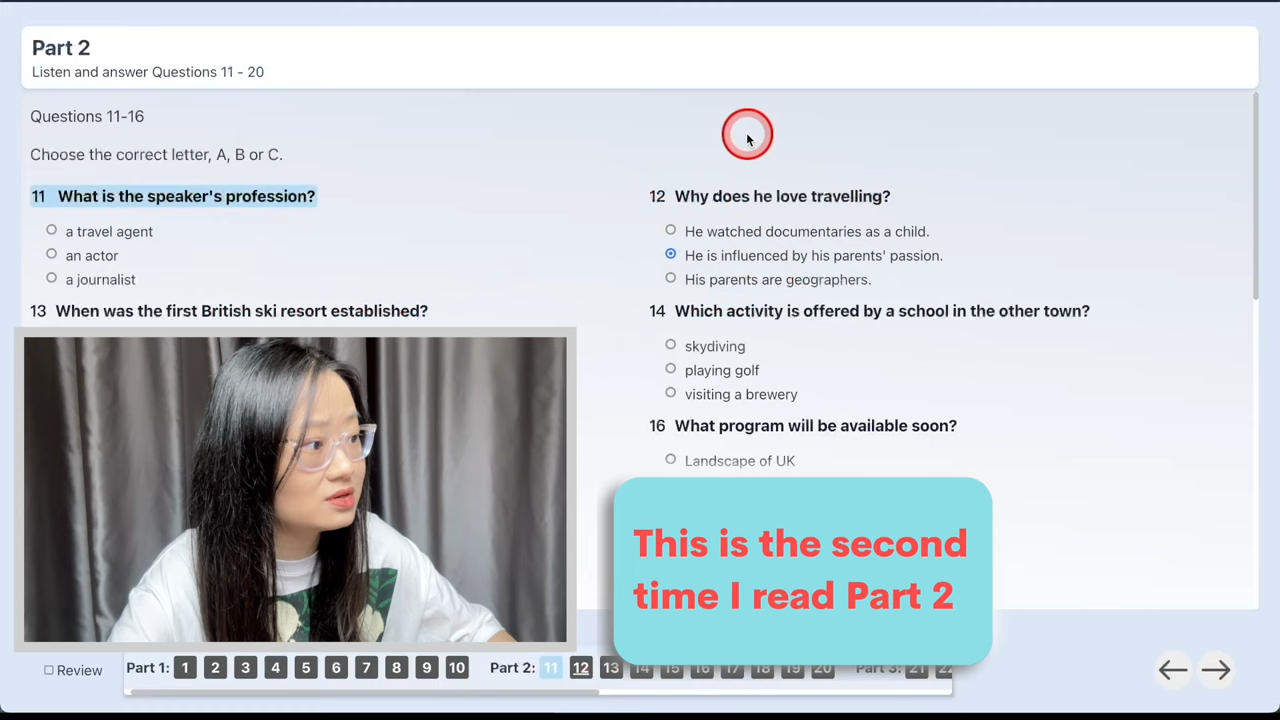 Part 2
Listen and answer Questions 11 - 20
Questions 11-16
Choose the correct letter, A, B or C.
11 What is the speaker's profession?
a travel agent
an actor
a journalist
12 Why does he love travelling?
He watched documentaries as a child.
He is influenced by his parents' passion.
His parents are geographers.
13 When was the first British ski resort established?
14 Which activity is offered by a school in the other town?
skydiving
playing golf
visiting a brewery
16 What program will be available soon?
Landscape of UK
This is the second
time I read Part 2
Review
Part 1: 1 2 3 4 5 6 7 8 9 10 Part 2: 11 12 13 14 15 16 17 18 19 20 Part 3: 21